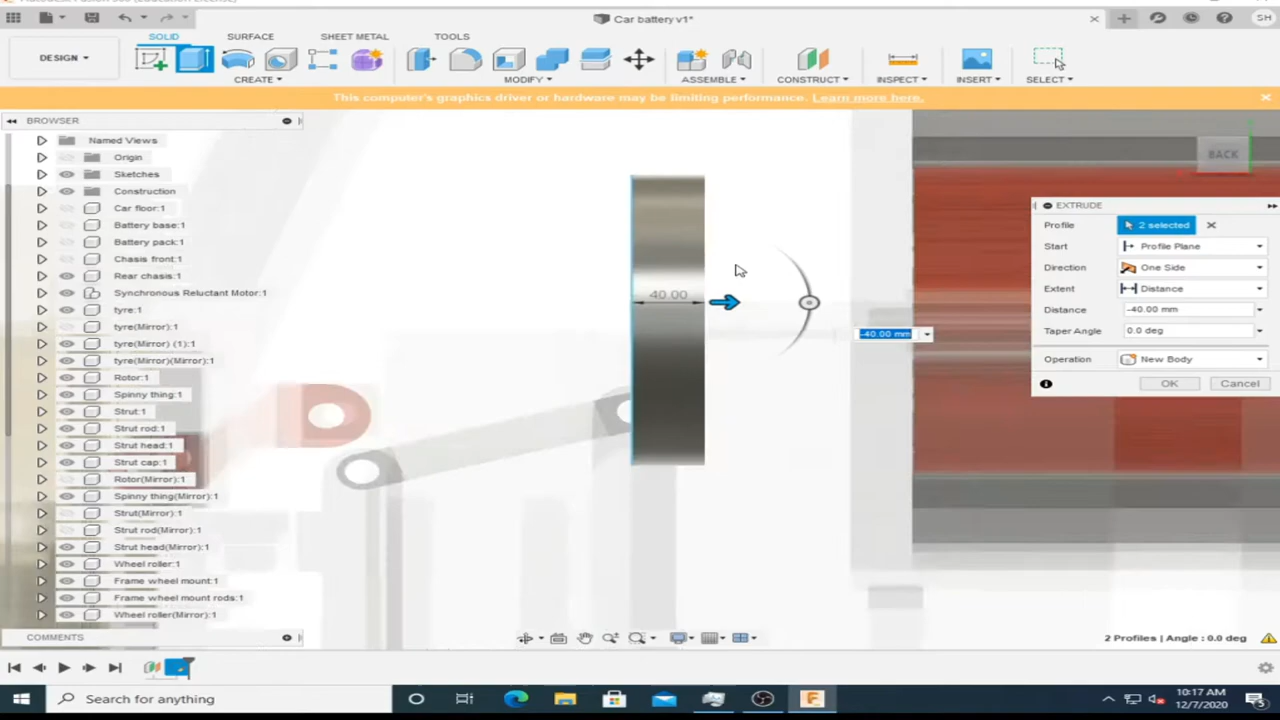 Car battery v1*
SH
DESIGN
SOLID
SURFACE
SHEET METAL
TOOLS
CREATE
MODIFY
ASSEMBLE
CONSTRUCT
INSPECT
INSERT
SELECT
This computer's graphics driver or hardware may be limiting performance. Learn more here.
BROWSER
Named Views
Origin
Sketches
Construction
Car floor:1
Battery base:1
Battery pack:1
Chasis front:1
Rear chasis:1
Synchronous Reluctant Motor:1
tyre:1
tyre(Mirror):1
tyre(Mirror) (1):1
tyre(Mirror)(Mirror):1
Rotor:1
Spinny thing:1
Strut:1
Strut rod:1
Strut head:1
Strut cap:1
Rotor(Mirror):1
Spinny thing(Mirror):1
Strut(Mirror):1
Strut rod(Mirror):1
Strut head(Mirror):1
Wheel roller:1
Frame wheel mount:1
Frame wheel mount rods:1
Wheel roller(Mirror):1
40.00
-40.00 mm
BACK
EXTRUDE
Profile
2 selected
Start
Profile Plane
Direction
One Side
Extent
Distance
Distance
-40.00 mm
Taper Angle
0.0 deg
Operation
New Body
OK
Cancel
COMMENTS
2 Profiles | Angle : 0.0 deg
Search for anything
10:17 AM
12/7/2020
5